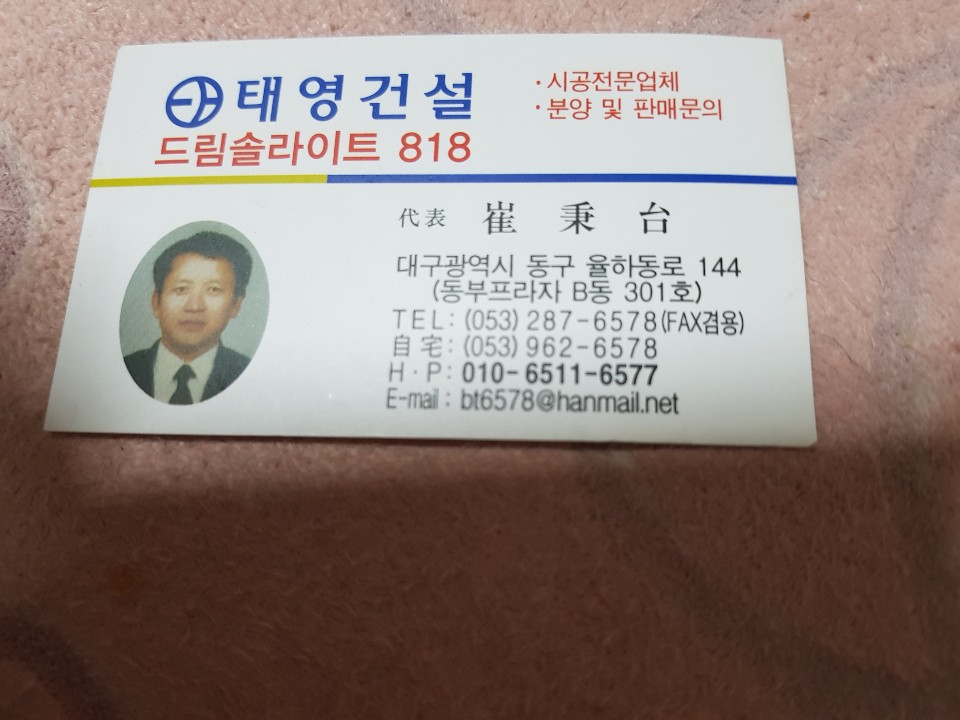 태영건설
드림솔라이트 818
· 시공전문업체
· 분양 및 판매문의
代表 崔秉台
대구광역시 동구 율하동로 144
(동부프라자 B동 301호)
TEL: (053) 287-6578(FAX겸용)
自宅: (053) 962-6578
H·P: 010-6511-6577
E-mail : bt6578@hanmail.net